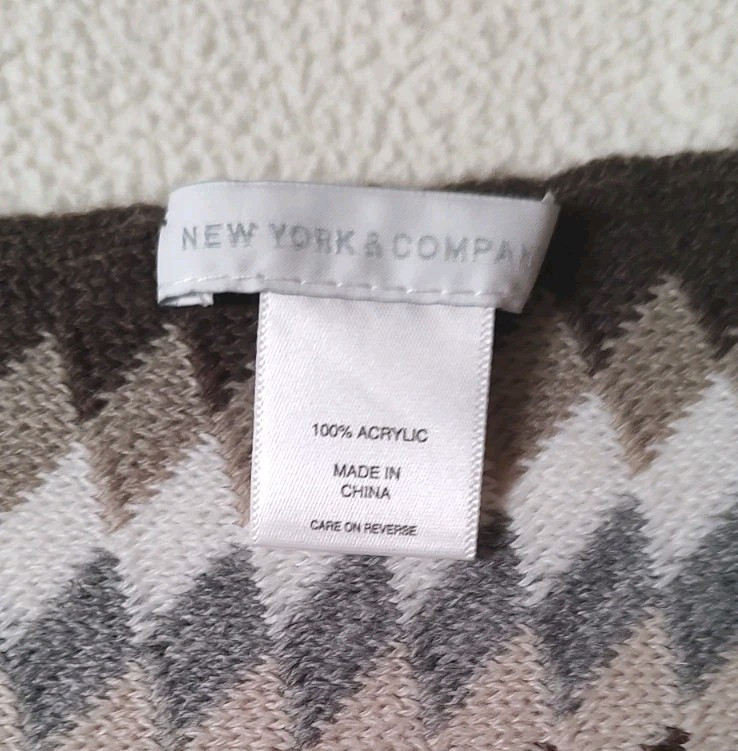 NEW YORK & COMPAN
100% ACRYLIC
MADE IN
CHINA
CARE ON REVERSE